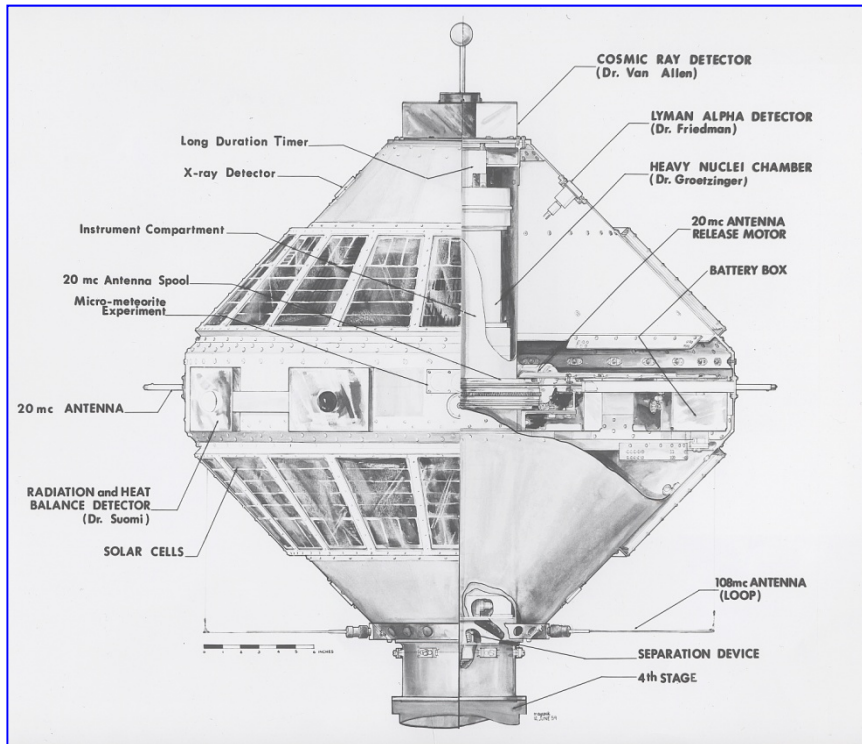 COSMIC RAY DETECTOR
(Dr. Van Allen)
LYMAN ALPHA DETECTOR
(Dr. Friedman)
Long Duration Timer
X-ray Detector
HEAVY NUCLEI CHAMBER
(Dr. Groetzinger)
Instrument Compartment
20 mc ANTENNA
RELEASE MOTOR
20 mc Antenna Spool
BATTERY BOX
Micro-meteorite
Experiment
20 mc ANTENNA
RADIATION and HEAT
BALANCE DETECTOR
(Dr. Suomi)
SOLAR CELLS
108mc ANTENNA
(LOOP)
INCHES
SEPARATION DEVICE
4th STAGE